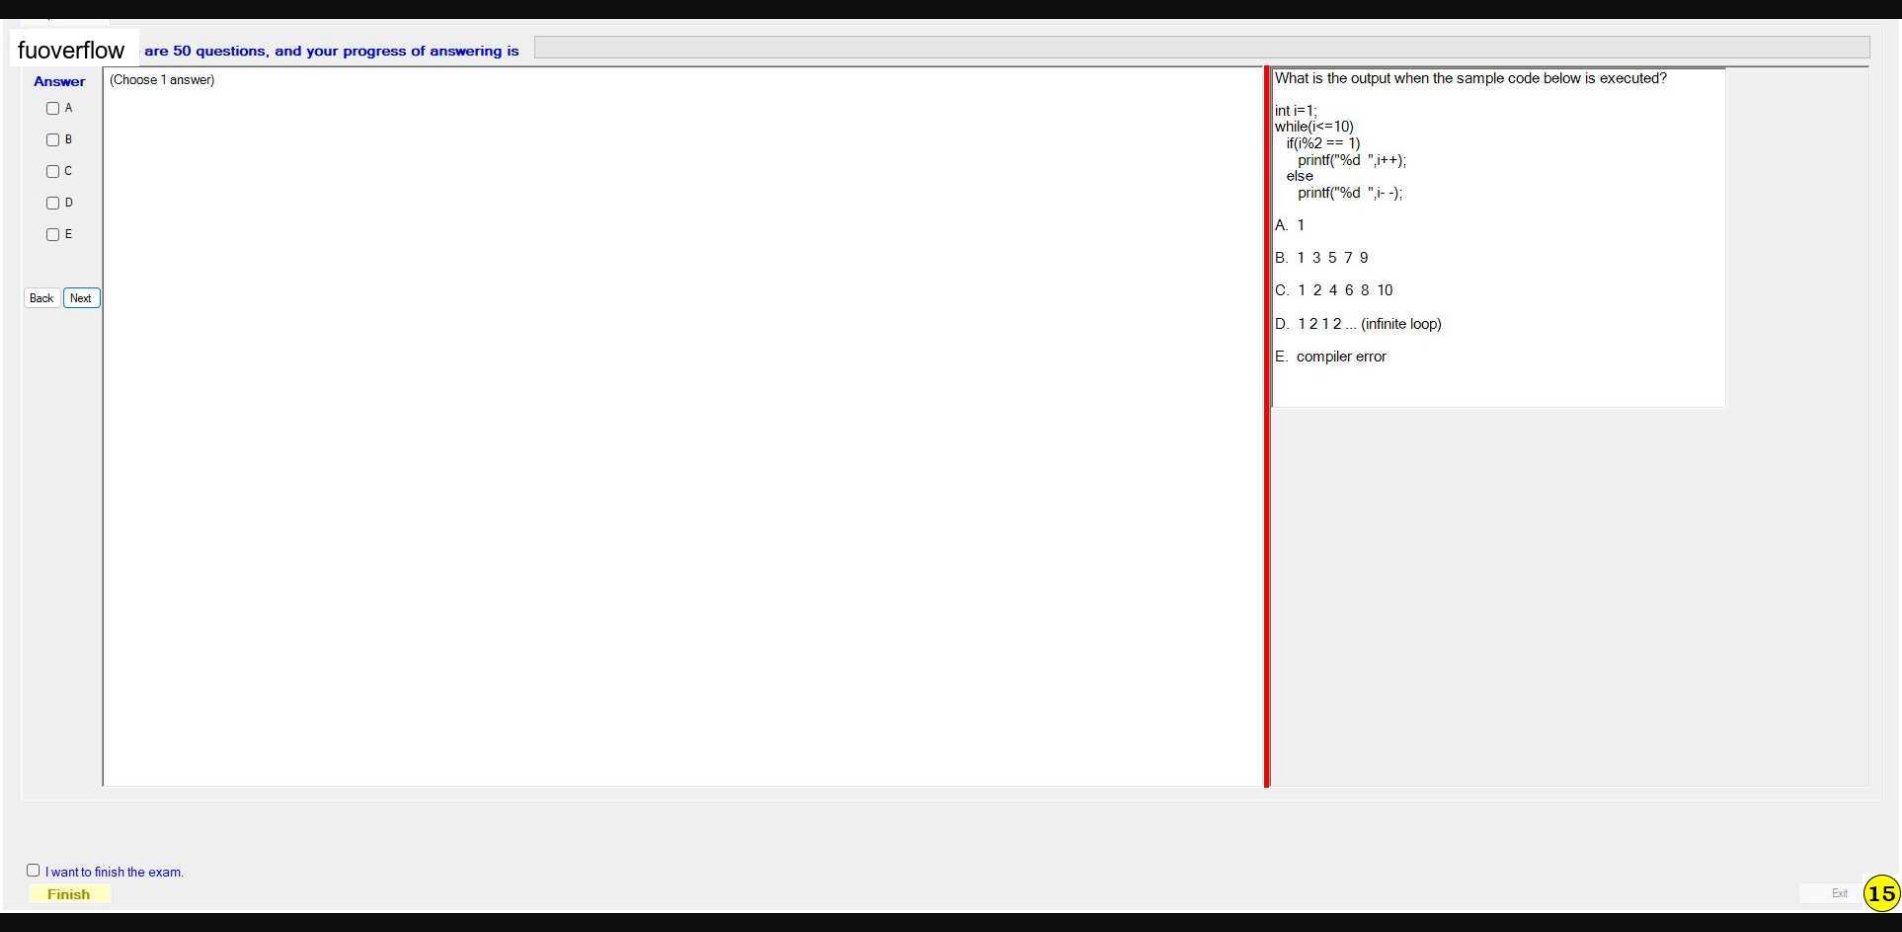 fuoverflow are 50 questions, and your progress of answering is
Answer
A
B
C
D
E
Back Next
(Choose 1 answer)
What is the output when the sample code below is executed?
int i=1;
while(i<=10)
if(i%2 == 1)
printf("%d  ",i++);
else
printf("%d  ",i- -);
A.  1
B.  1  3  5  7  9
C.  1  2  4  6  8  10
D.  1 2 1 2 ... (infinite loop)
E.  compiler error
I want to finish the exam.
Finish
Exit
15